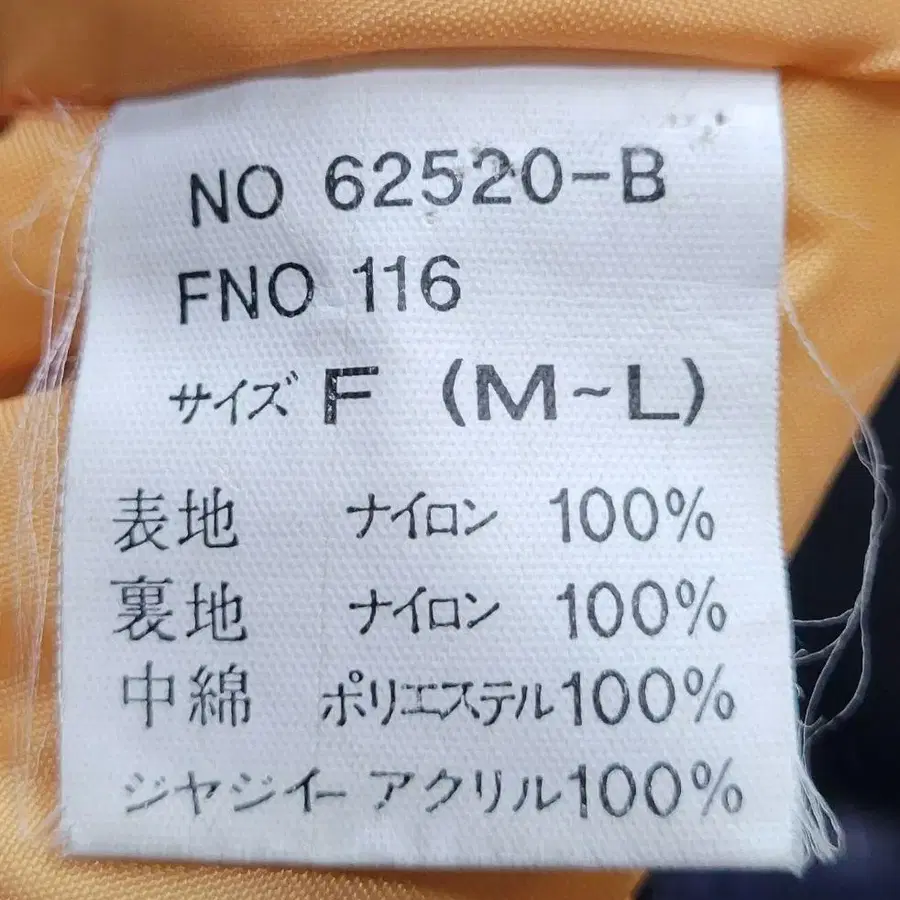 NO 62520-B
FNO 116
サイズ F (M~L)
表地 ナイロン 100%
裏地 ナイロン 100%
中綿 ポリエステル100%
ジヤジイー アクリル100%